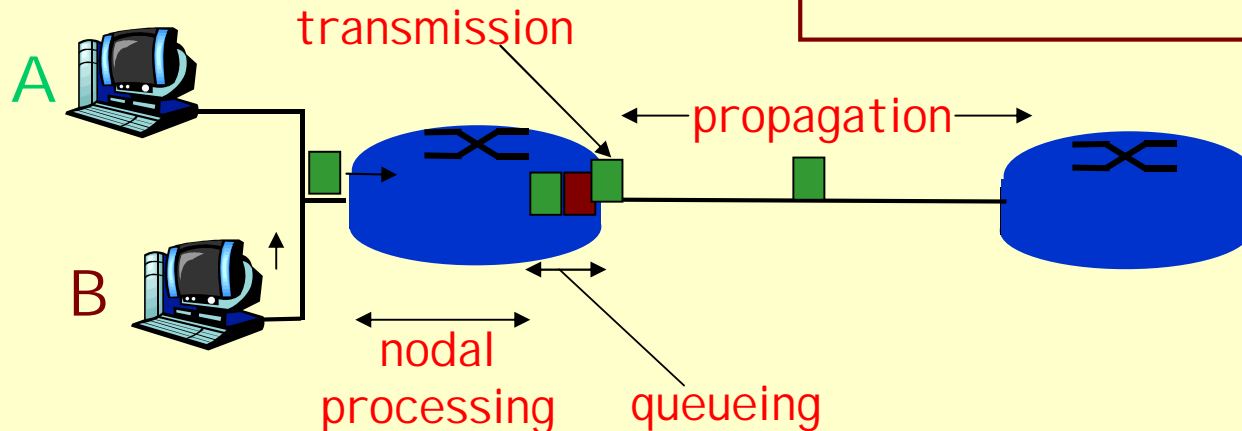 transmission
A
propagation
B
nodal
processing
queueing